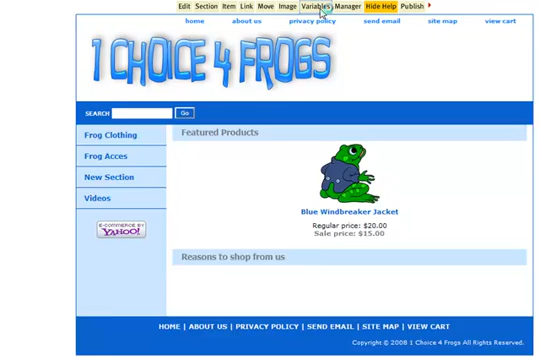 Edit Section Item Link Move Image Variables Manager Hide Help Publish
home about us privacy policy send email site map view cart
1 CHOICE 4 FROGS
SEARCH Go
Frog Clothing
Frog Acces
New Section
Videos
E-COMMERCE BY
YAHOO!
Featured Products
Blue Windbreaker Jacket
Regular price: $20.00
Sale price: $15.00
Reasons to shop from us
HOME | ABOUT US | PRIVACY POLICY | SEND EMAIL | SITE MAP | VIEW CART
Copyright © 2008 1 Choice 4 Frogs All Rights Reserved.